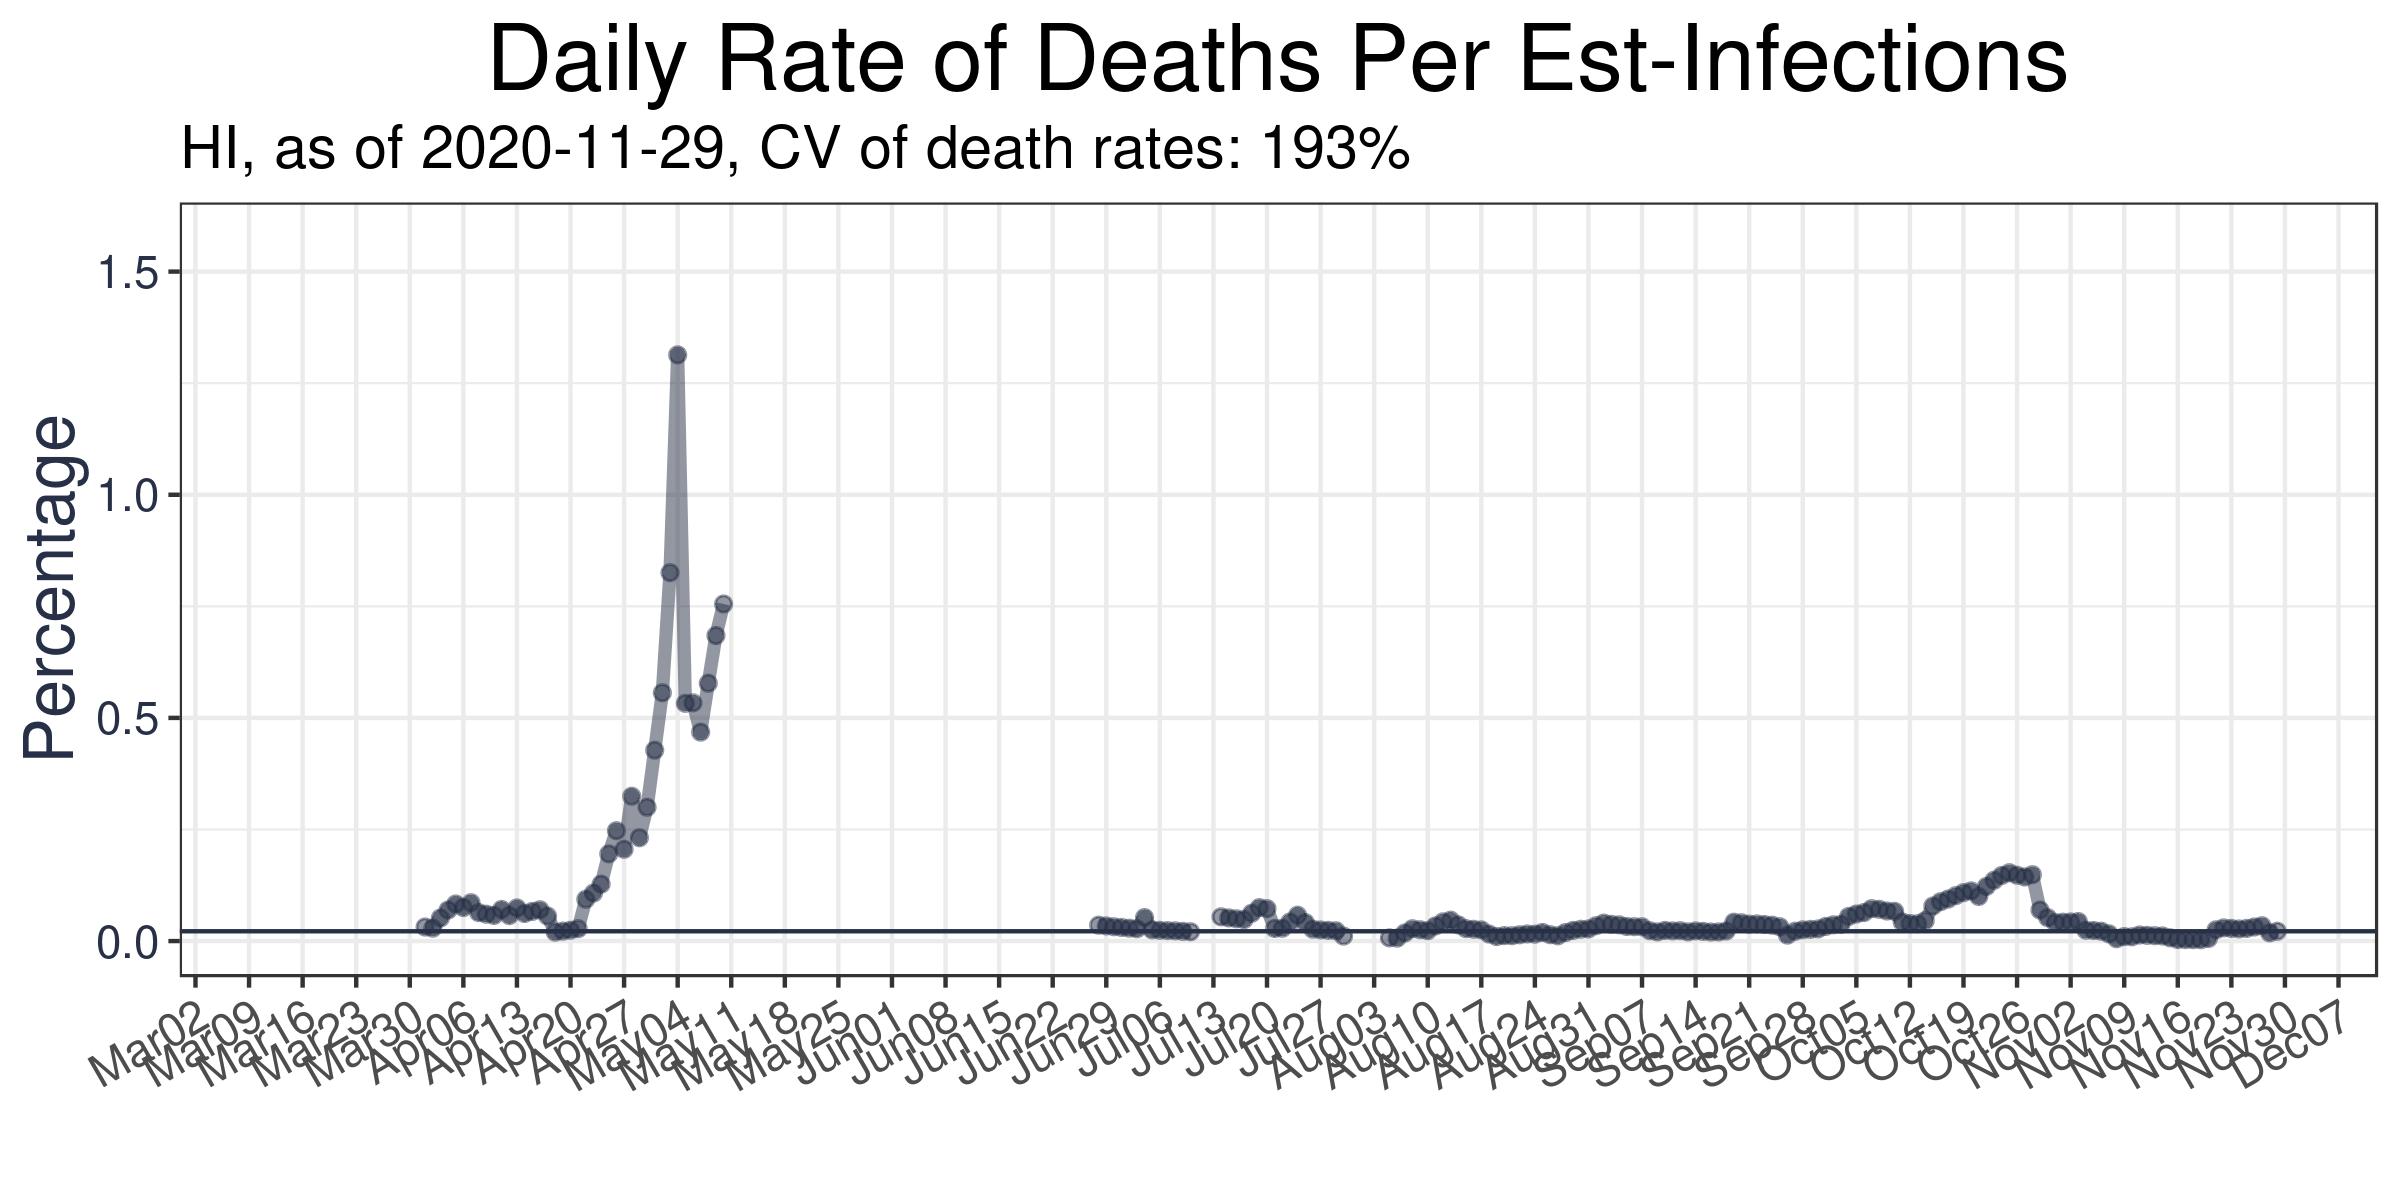 Daily Rate of Deaths Per Est-Infections
HI, as of 2020-11-29, CV of death rates: 193%
Percentage
1.5
1.0
0.5
0.0
Mar02
Mar09
Mar16
Mar23
Mar30
Apr06
Apr13
Apr20
Apr27
May04
May11
May18
May25
Jun01
Jun08
Jun15
Jun22
Jun29
Jul06
Jul13
Jul20
Jul27
Aug03
Aug10
Aug17
Aug24
Aug31
Sep07
Sep14
Sep21
Sep28
Oct05
Oct12
Oct19
Oct26
Nov02
Nov09
Nov16
Nov23
Nov30
Dec07